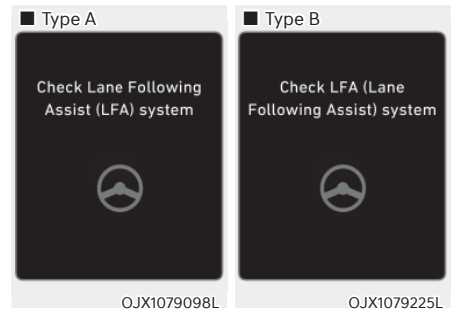 ■ Type A
Check Lane Following
Assist (LFA) system
OJX1079098L
■ Type B
Check LFA (Lane
Following Assist) system
OJX1079225L